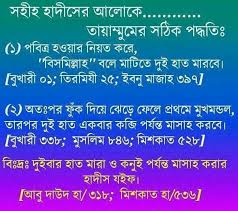 সহীহ হাদীসের আলোকে............
তায়াম্মুমের সঠিক পদ্ধতিঃ
(১) পবিত্র হওয়ার নিয়ত করে,
"বিসমিল্লাহ" বলে মাটিতে দুই হাত মারবে।
[বুখারী ০১; তিরমিযী ২৫; ইবনু মাজাহ ৩৯৭]
(২) অতঃপর ফুঁক দিয়ে ঝেড়ে ফেলে প্রথমে মুখমন্ডল,
তারপর দুই হাত একবার কব্জি পর্যন্ত মাসাহ করবে।
[বুখারী ৩৩৮; মুসলিম ৮৪৬; মিশকাত ৫২৮]
বিঃদ্রঃ দুইবার হাত মারা ও কনুই পর্যন্ত মাসাহ করার
হাদীস যইফ।
[আবু দাউদ হা/ ৩১৮; মিশকাত হা/৫৩৬]